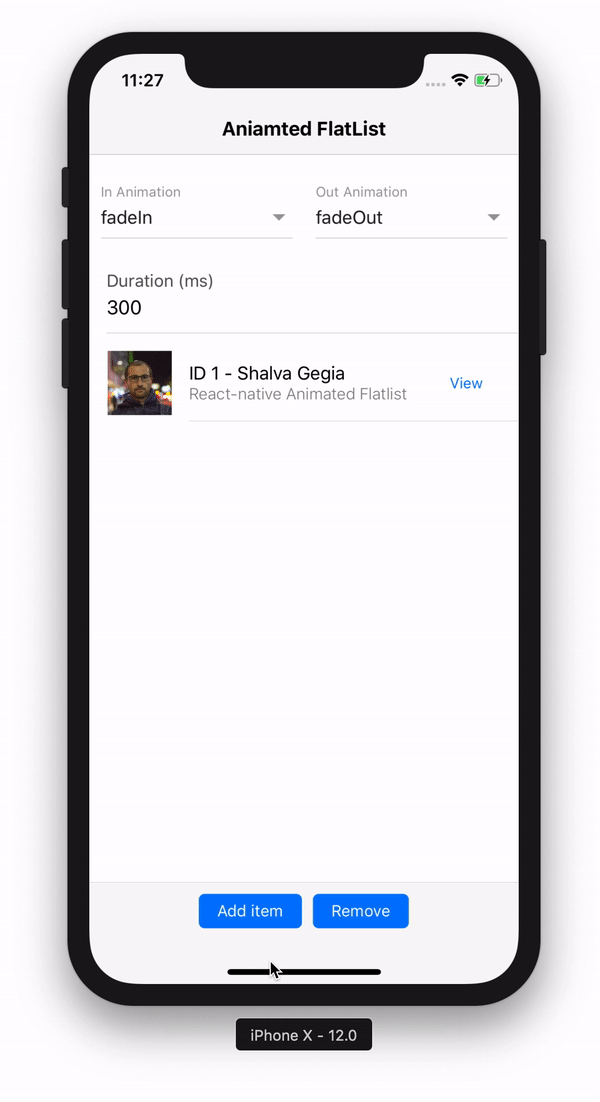 11:27
Aniamted FlatList
In Animation
Out Animation
fadeIn
fadeOut
Duration (ms)
300
ID 1 - Shalva Gegia
React-native Animated Flatlist
View
Add item
Remove
iPhone X - 12.0